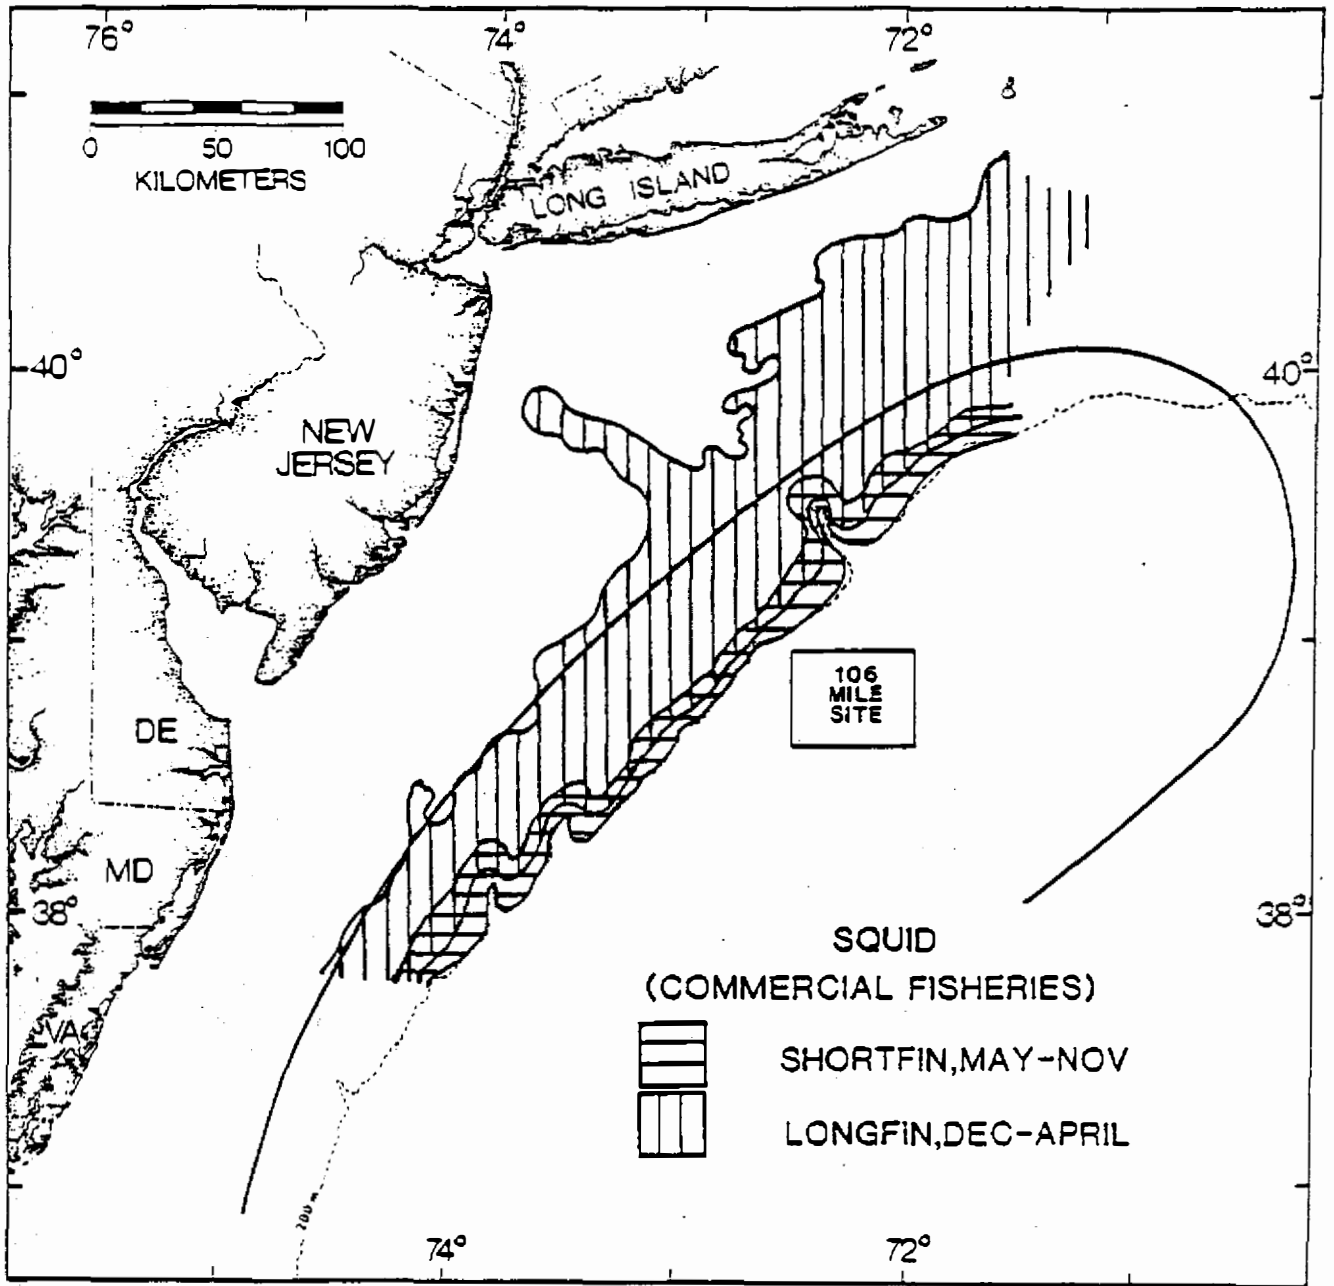 76° 74° 72°
0 50 100
KILOMETERS
LONG ISLAND
40° 40°
NEW
JERSEY
106
MILE
SITE
DE
MD
38° 38°
SQUID
(COMMERCIAL FISHERIES)
VA
SHORTFIN,MAY-NOV
LONGFIN,DEC-APRIL
200 m
74° 72°